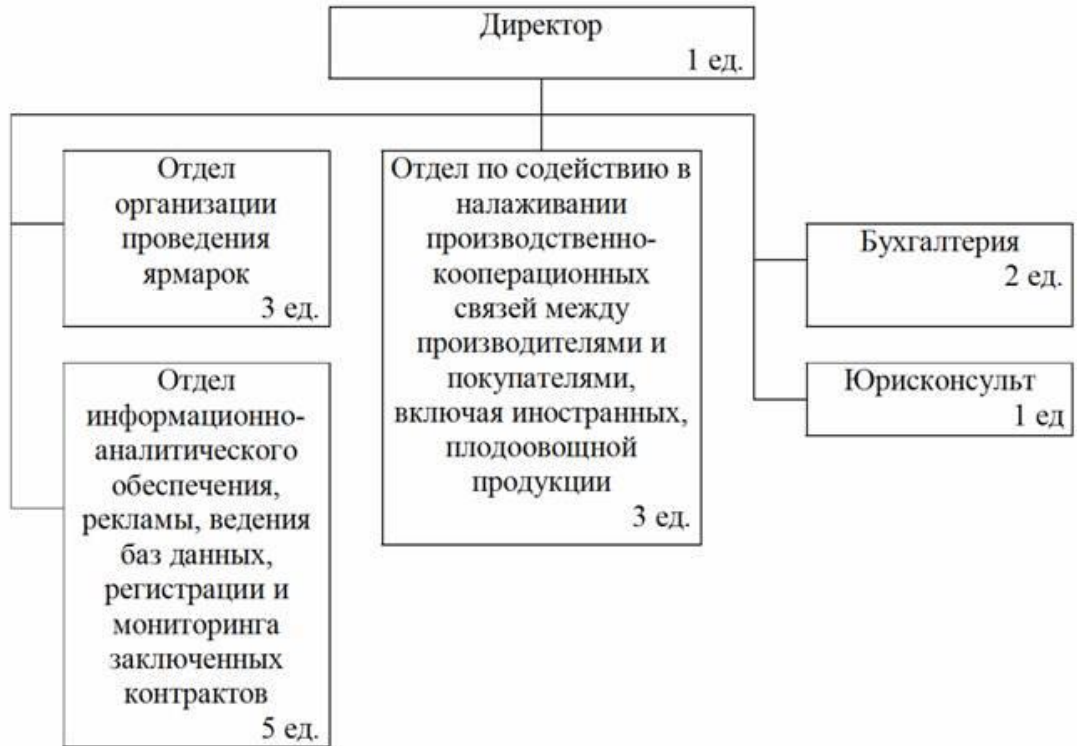 Директор
1 ед.
Отдел
организации
проведения
ярмарок
3 ед.
Отдел
информационно-
аналитического
обеспечения,
рекламы, ведения
баз данных,
регистрации и
мониторинга
заключенных
контрактов
5 ед.
Отдел по содействию в
налаживании
производственно-
кооперационных
связей между
производителями и
покупателями,
включая иностранных,
плодоовощной
продукции
3 ед.
Бухгалтерия
2 ед.
Юрисконсульт
1 ед